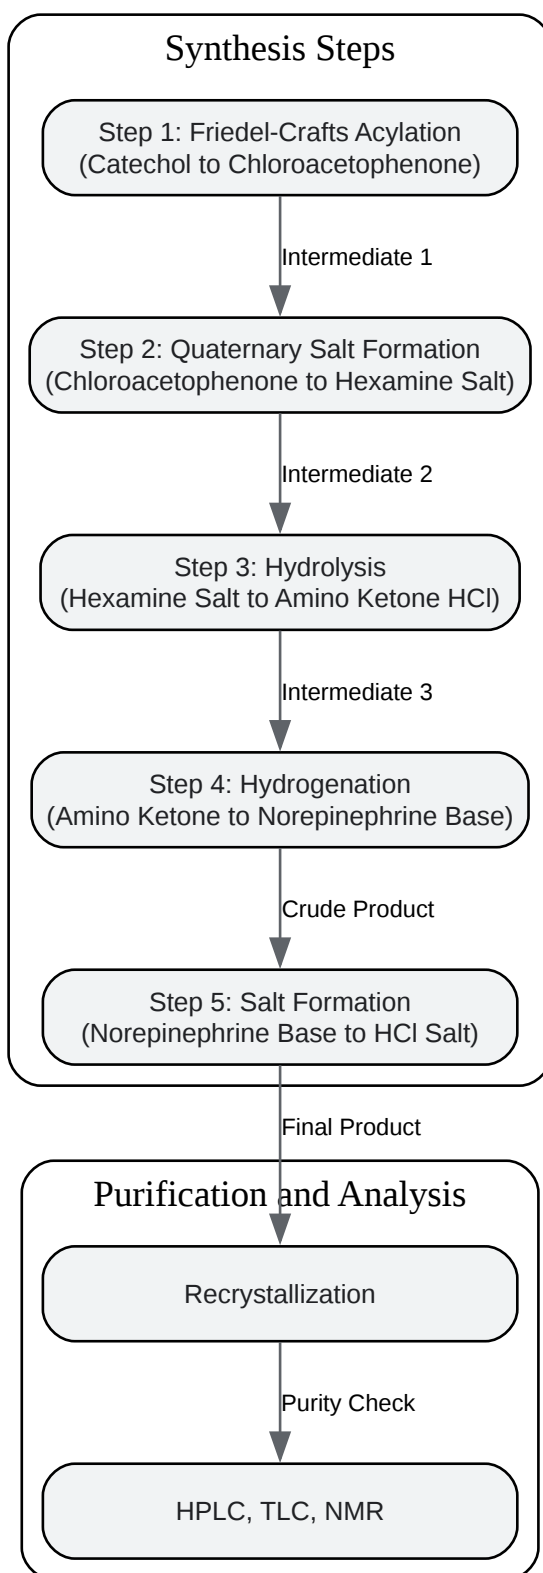 Synthesis Steps
Step 1: Friedel-Crafts Acylation
(Catechol to Chloroacetophenone)
Intermediate 1
Step 2: Quaternary Salt Formation
(Chloroacetophenone to Hexamine Salt)
Intermediate 2
Step 3: Hydrolysis
(Hexamine Salt to Amino Ketone HCl)
Intermediate 3
Step 4: Hydrogenation
(Amino Ketone to Norepinephrine Base)
Crude Product
Step 5: Salt Formation
(Norepinephrine Base to HCl Salt)
Final Product
Purification and Analysis
Recrystallization
Purity Check
HPLC, TLC, NMR